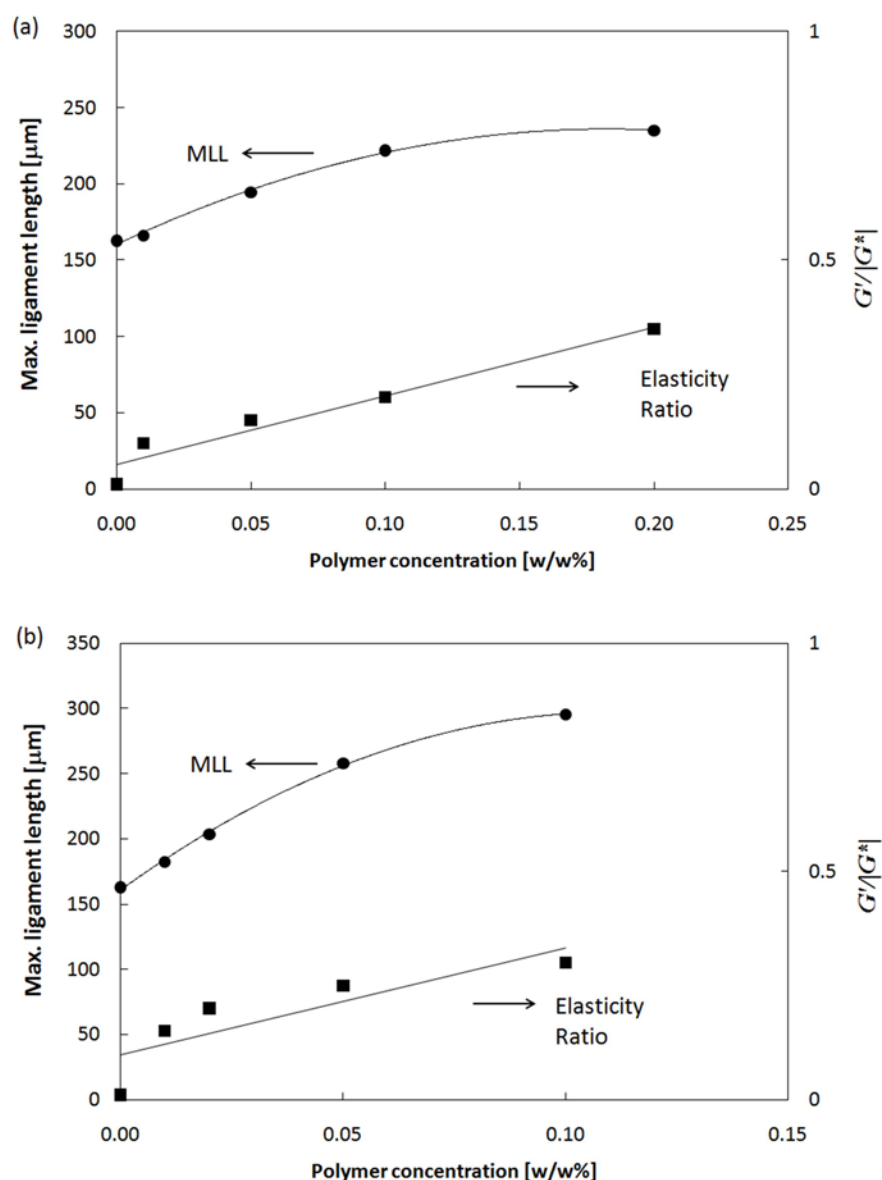 (a)
300
250
200
150
100
50
0
Max. ligament length [µm]
MLL
Elasticity
Ratio
1
0.5
0
G'/|G*|
0.00 0.05 0.10 0.15 0.20 0.25
Polymer concentration [w/w%]
(b)
350
300
250
200
150
100
50
0
Max. ligament length [µm]
MLL
Elasticity
Ratio
1
0.5
0
G'/|G*|
0.00 0.05 0.10 0.15
Polymer concentration [w/w%]